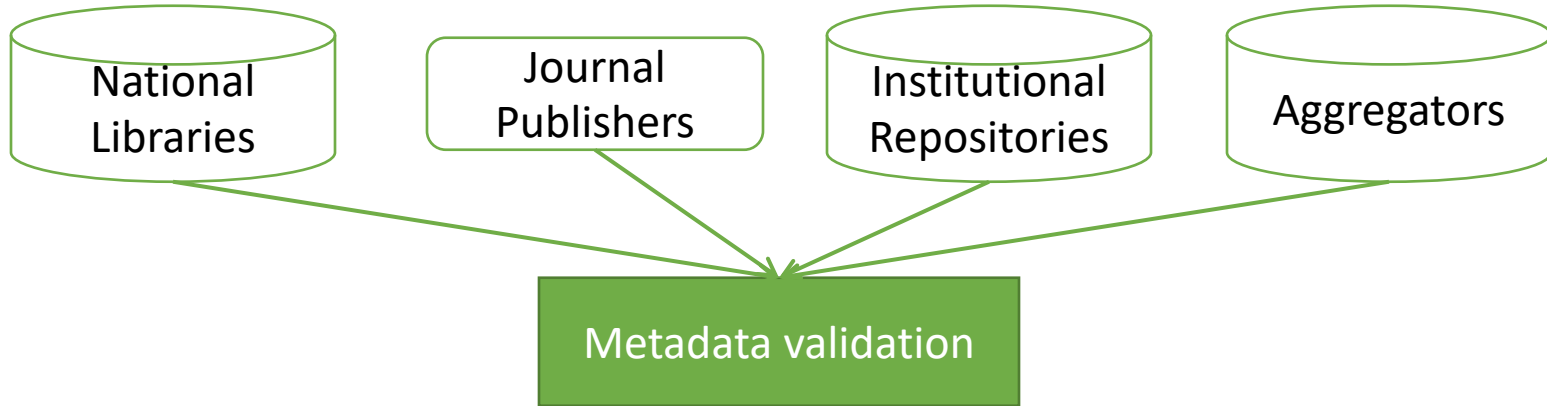 National
Libraries
Journal
Publishers
Institutional
Repositories
Aggregators
Metadata validation